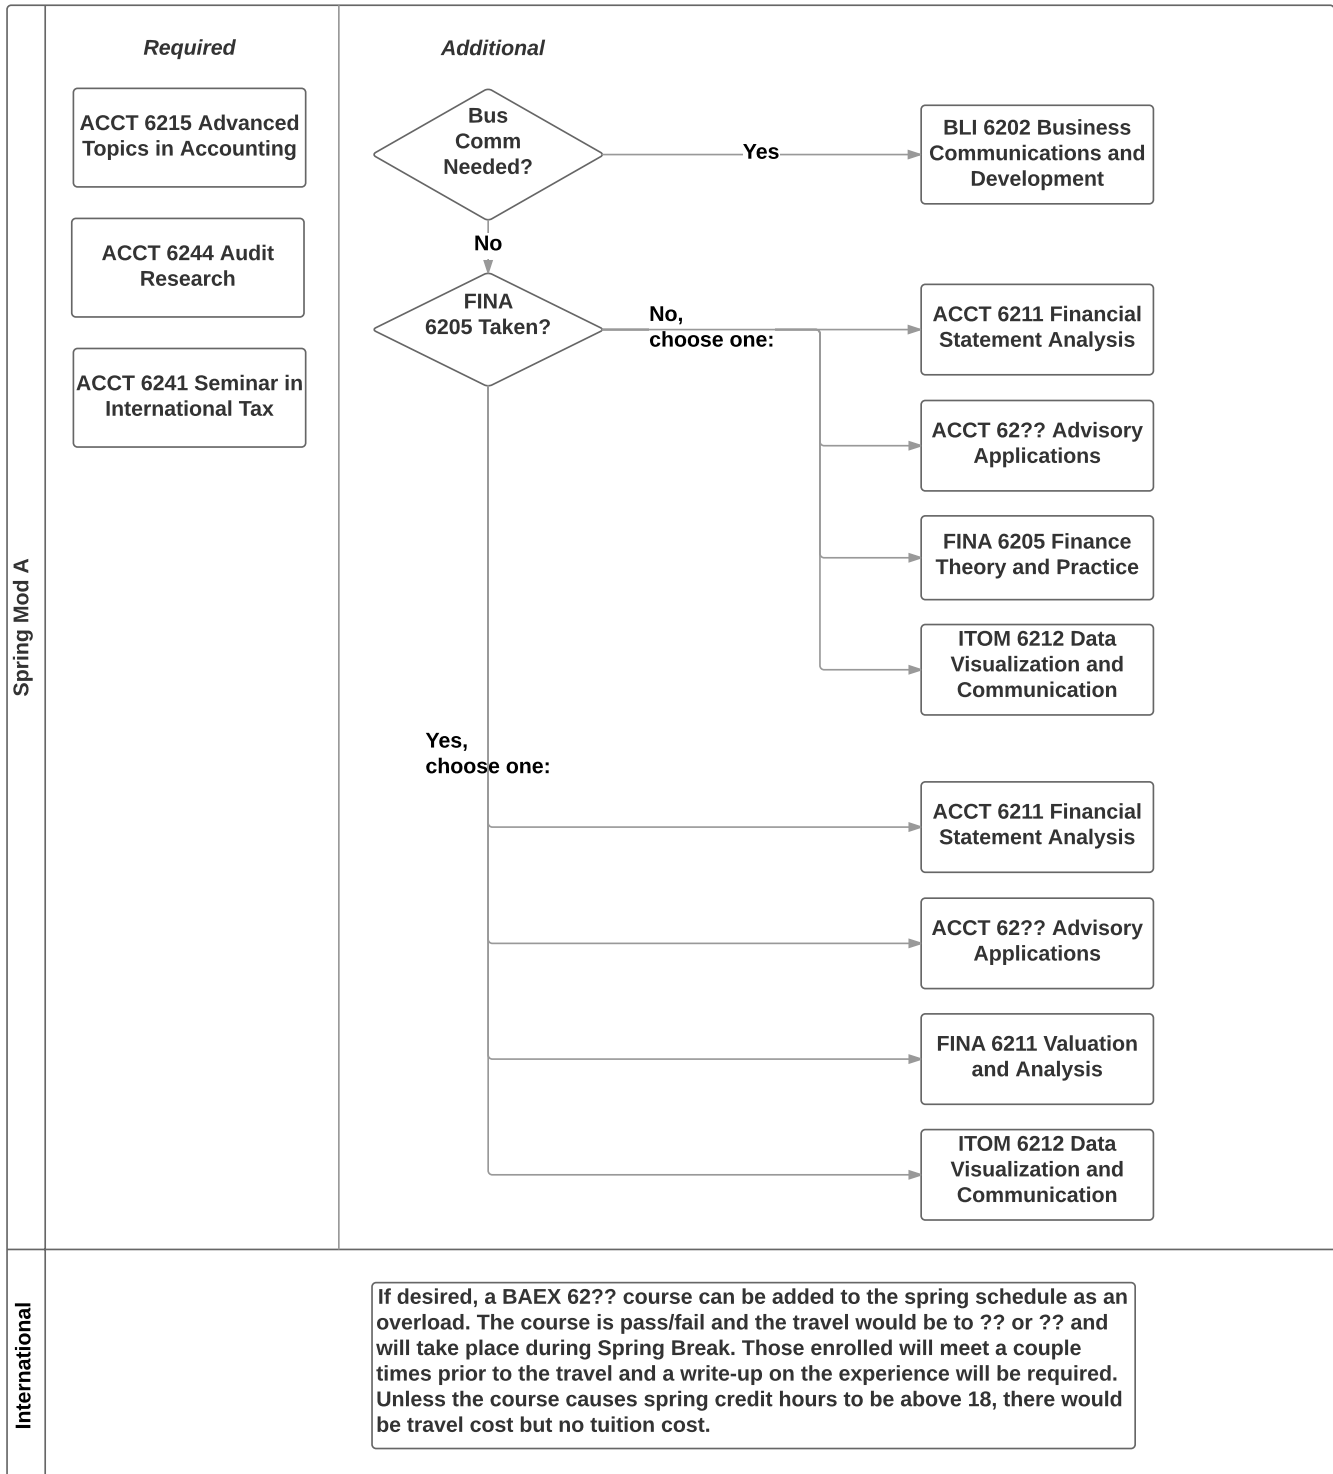 Required
Additional
ACCT 6215 Advanced
Topics in Accounting
ACCT 6244 Audit
Research
ACCT 6241 Seminar in
International Tax
Bus
Comm
Needed?
Yes
BLI 6202 Business
Communications and
Development
No
FINA
6205 Taken?
No,
choose one:
ACCT 6211 Financial
Statement Analysis
ACCT 62?? Advisory
Applications
FINA 6205 Finance
Theory and Practice
ITOM 6212 Data
Visualization and
Communication
Spring Mod A
Yes,
choose one:
ACCT 6211 Financial
Statement Analysis
ACCT 62?? Advisory
Applications
FINA 6211 Valuation
and Analysis
ITOM 6212 Data
Visualization and
Communication
International
If desired, a BAEX 62?? course can be added to the spring schedule as an
overload. The course is pass/fail and the travel would be to ?? or ?? and
will take place during Spring Break. Those enrolled will meet a couple
times prior to the travel and a write-up on the experience will be required.
Unless the course causes spring credit hours to be above 18, there would
be travel cost but no tuition cost.